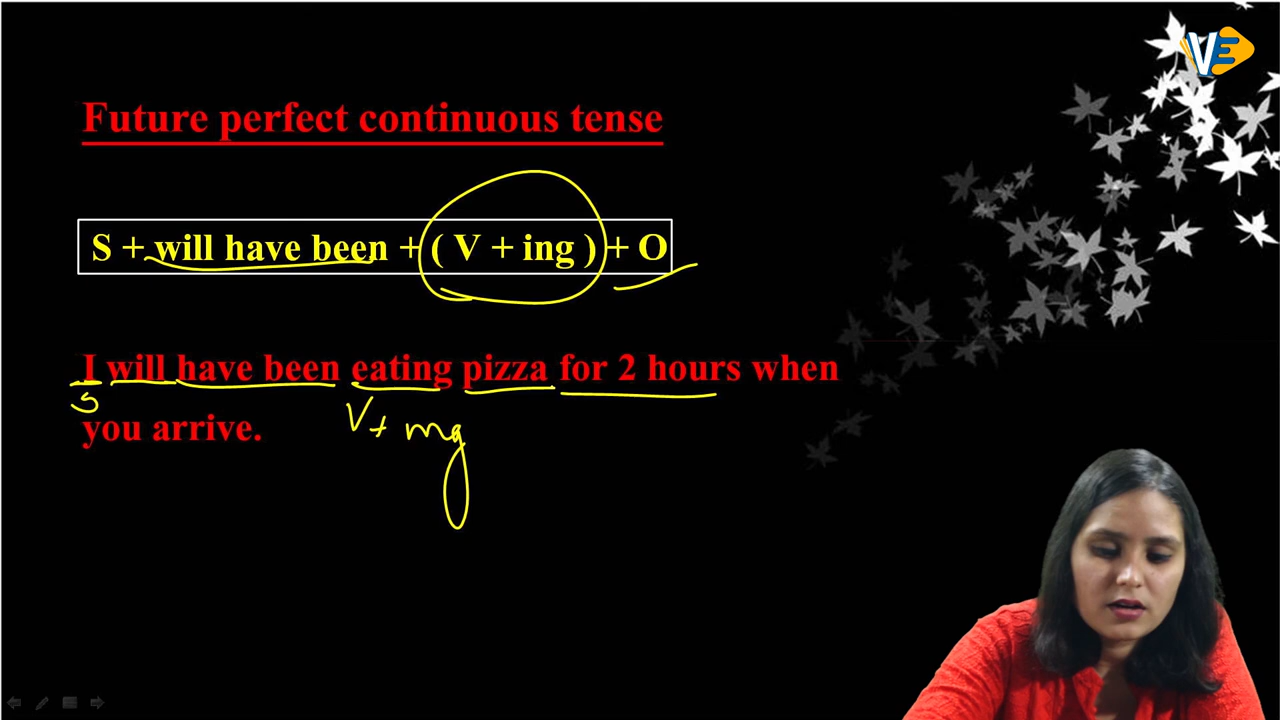 VE
Future perfect continuous tense
S + will have been + ( V + ing ) + O
I will have been eating pizza for 2 hours when
S
you arrive.
V + ing